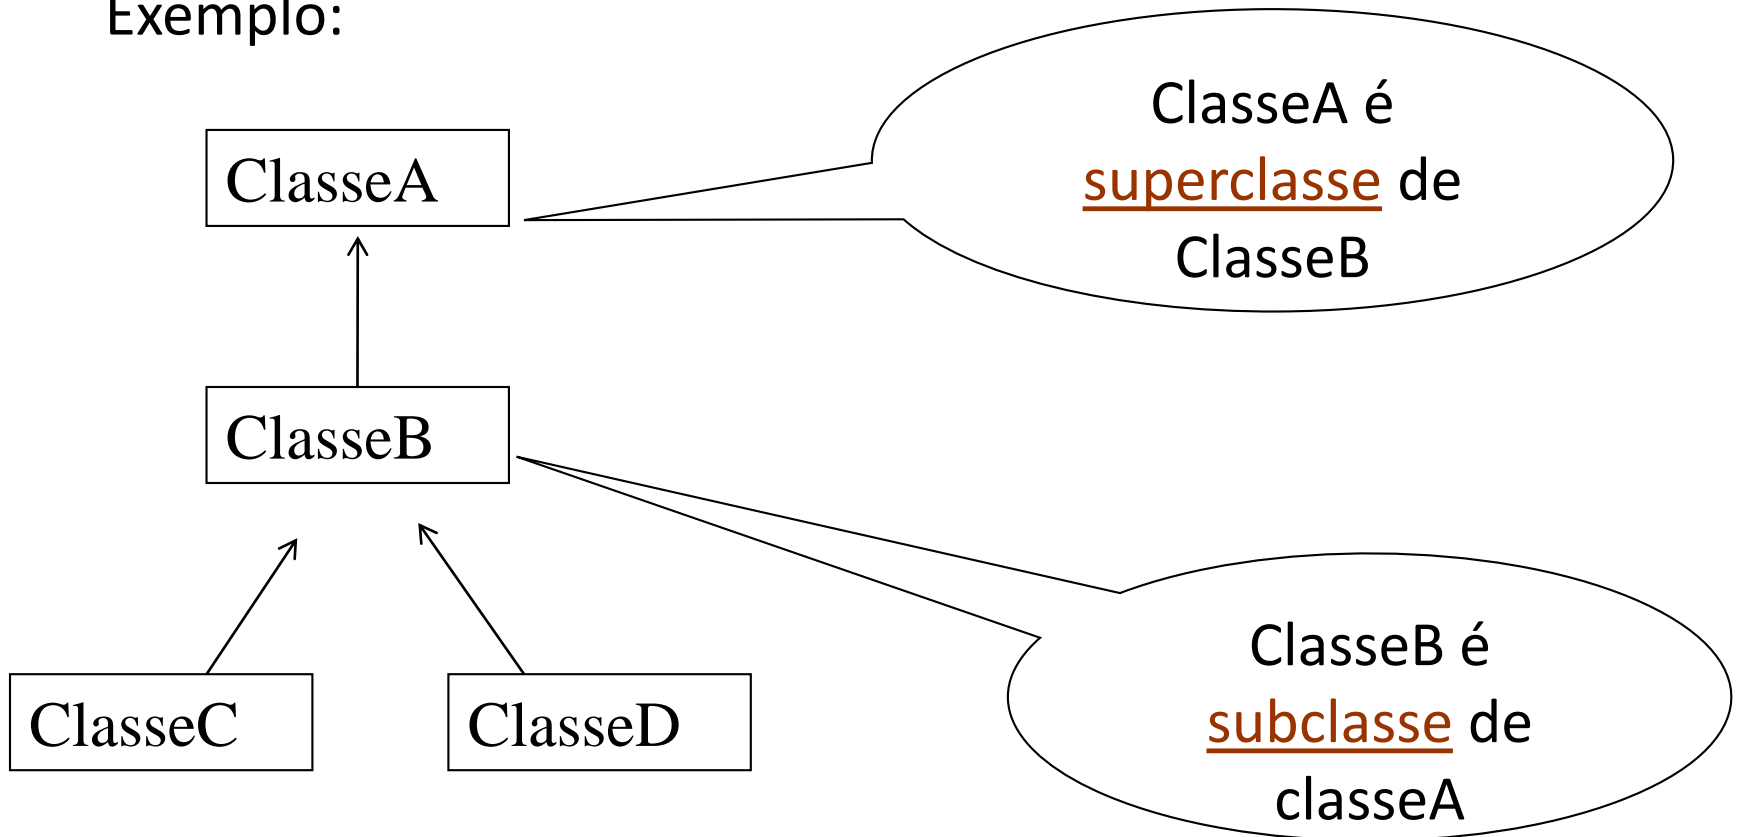 Exemplo:
ClasseA é
superclasse de
ClasseB
ClasseA
ClasseB
ClasseC
ClasseD
ClasseB é
subclasse de
classeA